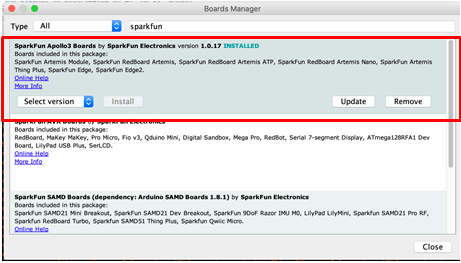 Boards Manager
Type All sparkfun
SparkFun Apollo3 Boards by SparkFun Electronics version 1.0.17 INSTALLED
Boards included in this package:
SparkFun Artemis Module, SparkFun RedBoard Artemis, SparkFun RedBoard Artemis ATP, SparkFun RedBoard Artemis Nano, SparkFun Artemis
Thing Plus, SparkFun Edge, SparkFun Edge2.
Online Help
More Info
Select version Install Update Remove
SparkFun AVR Boards by SparkFun Electronics
RedBoard, MaKey MaKey, Pro Micro, Fio v3, Qduino Mini, Digital Sandbox, Mega Pro, RedBot, Serial 7-segment Display, ATmega128RFA1 Dev
Board, LilyPad USB Plus, SerLCD.
Online Help
More Info
SparkFun SAMD Boards (dependency: Arduino SAMD Boards 1.8.1) by SparkFun Electronics
Boards included in this package:
SparkFun SAMD21 Mini Breakout, SparkFun SAMD21 Dev Breakout, SparkFun 9DoF Razor IMU M0, LilyPad LilyMini, SparkFun SAMD21 Pro RF,
SparkFun RedBoard Turbo, SparkFun SAMD51 Thing Plus, SparkFun Qwiic Micro.
Online Help
Close